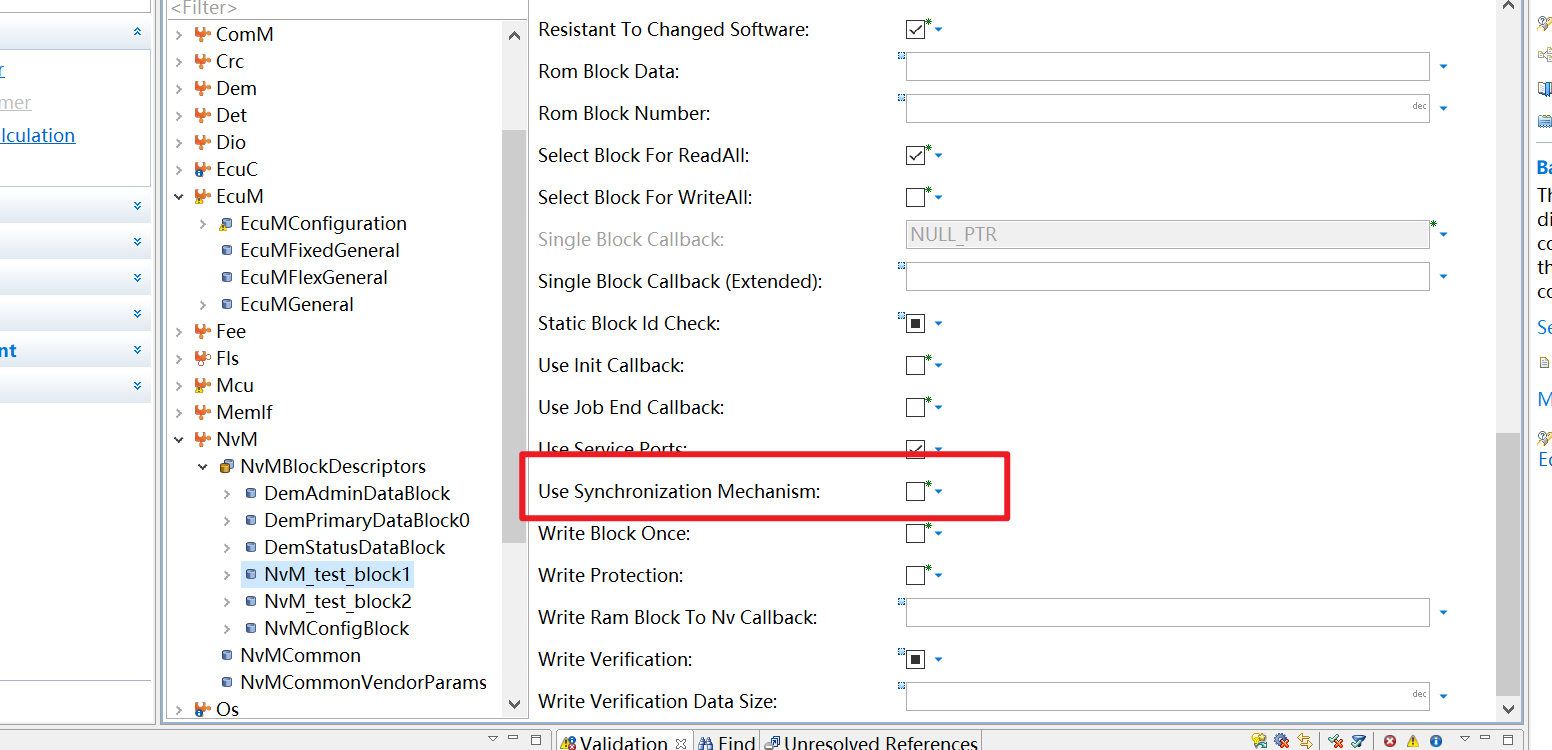 <Filter>
r
mer
lculation
nt
ComM
Crc
Dem
Det
Dio
EcuC
EcuM
EcuMConfiguration
EcuMFixedGeneral
EcuMFlexGeneral
EcuMGeneral
Fee
Fls
Mcu
MemIf
NvM
NvMBlockDescriptors
DemAdminDataBlock
DemPrimaryDataBlock0
DemStatusDataBlock
NvM_test_block1
NvM_test_block2
NvMConfigBlock
NvMCommon
NvMCommonVendorParams
Os
Resistant To Changed Software:
Rom Block Data:
Rom Block Number: dec
Select Block For ReadAll:
Select Block For WriteAll:
Single Block Callback: NULL_PTR
Single Block Callback (Extended):
Static Block Id Check:
Use Init Callback:
Use Job End Callback:
Use Service Ports:
Use Synchronization Mechanism:
Write Block Once:
Write Protection:
Write Ram Block To Nv Callback:
Write Verification:
Write Verification Data Size: dec
Ba
Th
di
co
th
co
Se
M
Ec
Validation Find Unresolved References